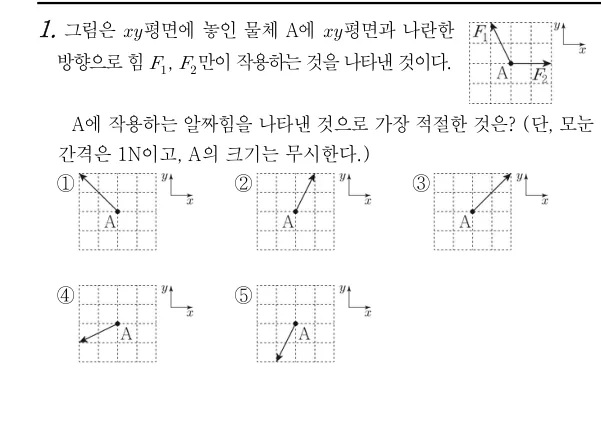 1. 그림은 xy평면에 놓인 물체 A에 xy평면과 나란한
방향으로 힘 F₁, F₂만이 작용하는 것을 나타낸 것이다.
F₁ A F₂ y x
A에 작용하는 알짜힘을 나타낸 것으로 가장 적절한 것은? (단, 모눈
간격은 1N이고, A의 크기는 무시한다.)
① A y x ② A y x ③ A y x
④ A y x ⑤ A y x